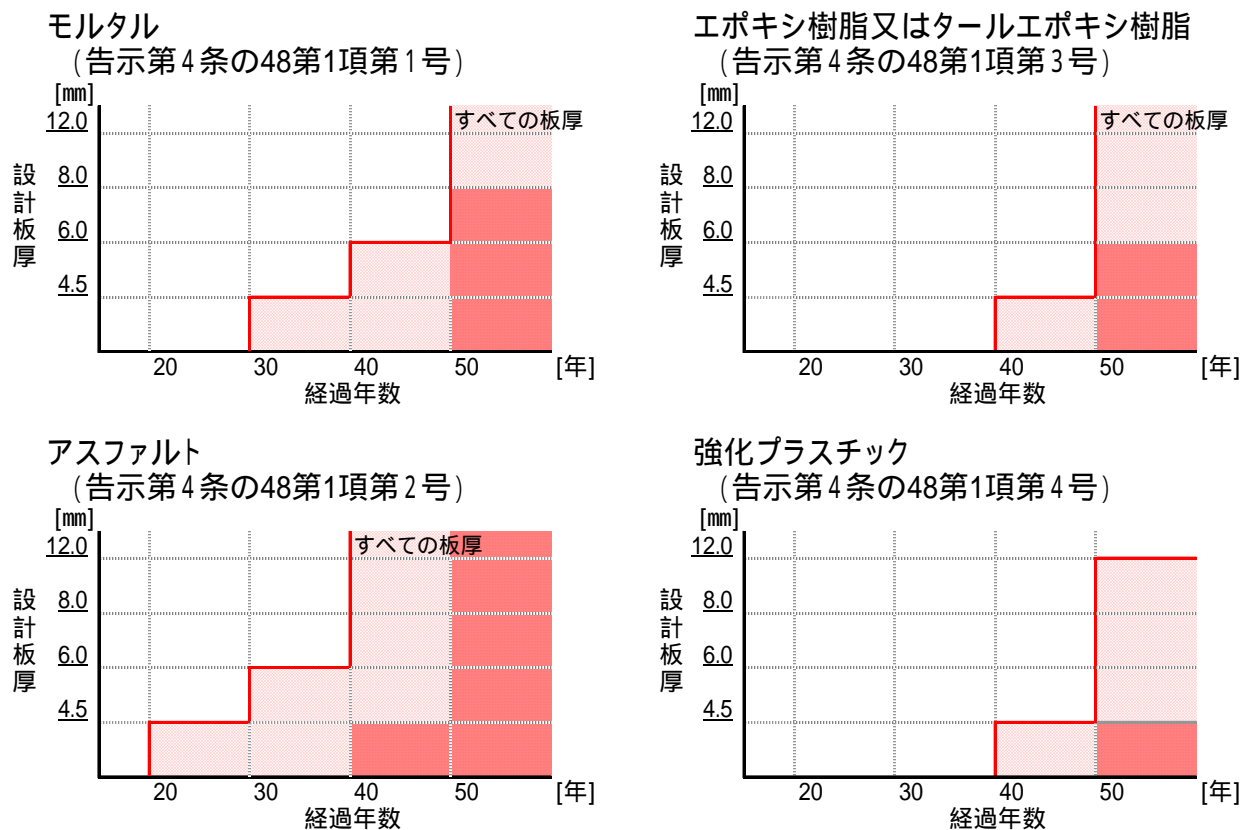 モルタル
(告示第4条の48第1項第1号)
[mm]
12.0
すべての板厚
8.0
6.0
4.5
設計板厚
20 30 40 50 [年]
経過年数
エポキシ樹脂又はタールエポキシ樹脂
(告示第4条の48第1項第3号)
[mm]
12.0
すべての板厚
8.0
6.0
4.5
設計板厚
20 30 40 50 [年]
経過年数
アスファルト
(告示第4条の48第1項第2号)
[mm]
12.0
すべての板厚
8.0
6.0
4.5
設計板厚
20 30 40 50 [年]
経過年数
強化プラスチック
(告示第4条の48第1項第4号)
[mm]
12.0
8.0
6.0
4.5
設計板厚
20 30 40 50 [年]
経過年数